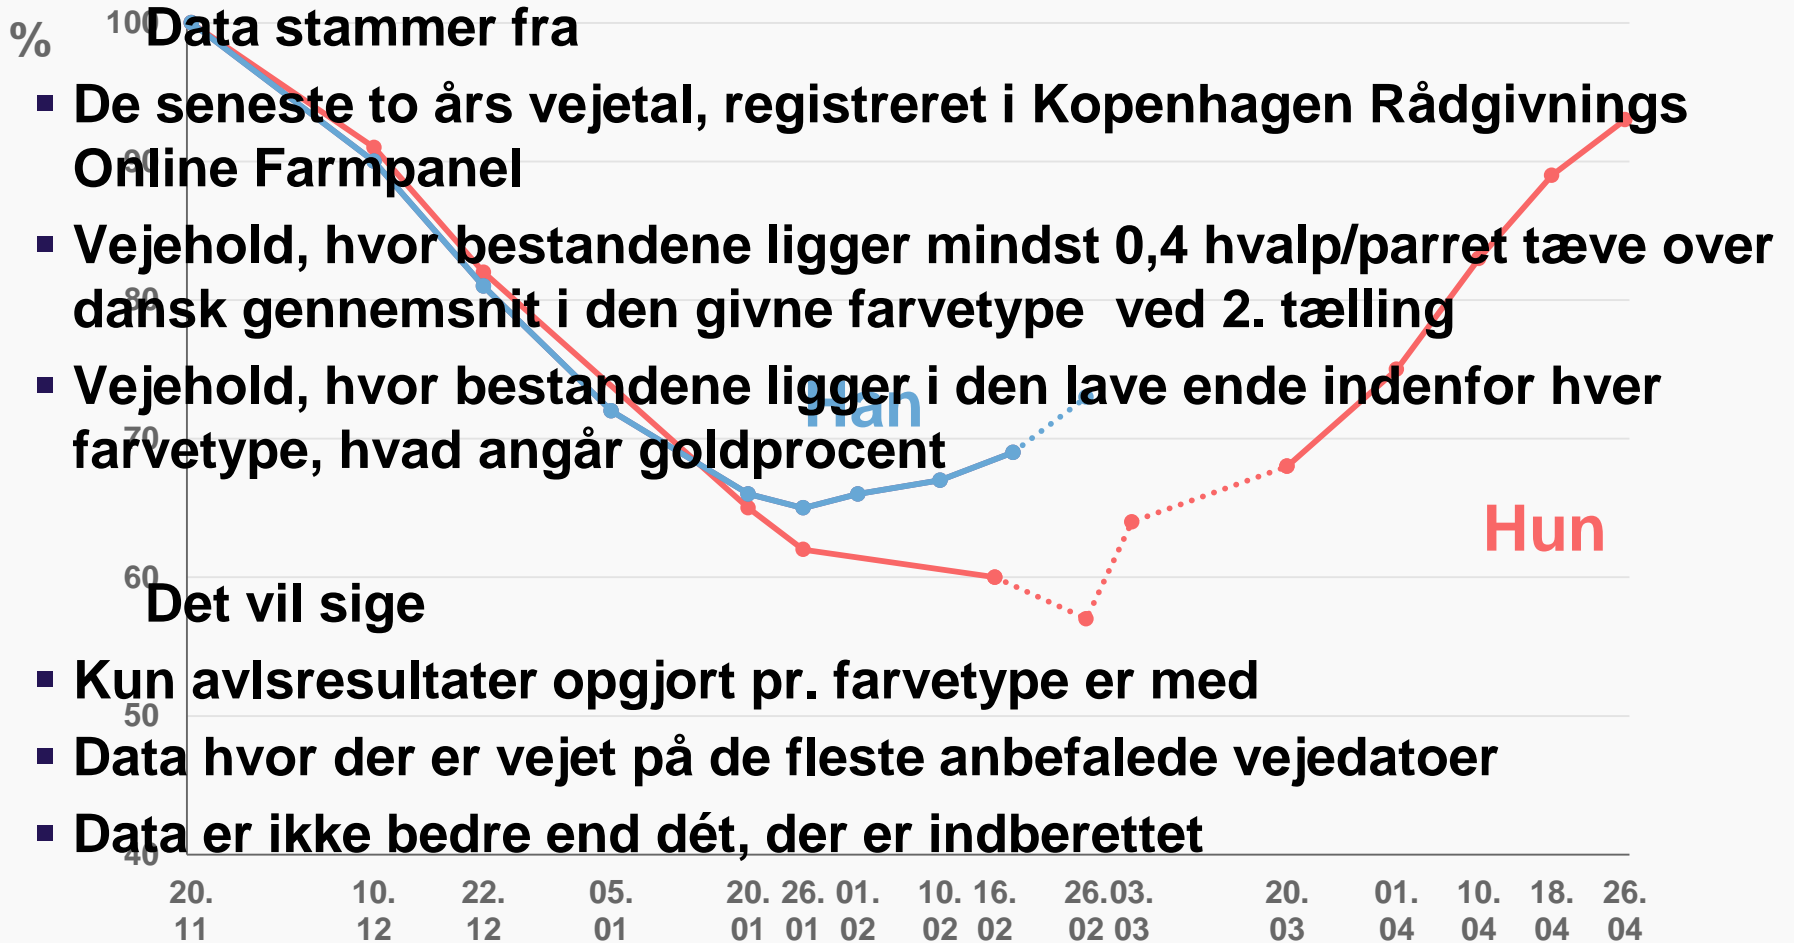 %
100
Data stammer fra
De seneste to års vejetal, registreret i Kopenhagen Rådgivnings
Online Farmpanel
90
Vejehold, hvor bestandene ligger mindst 0,4 hvalp/parret tæve over
dansk gennemsnit i den givne farvetype ved 2. tælling
80
Vejehold, hvor bestandene ligger i den lave ende indenfor hver
farvetype, hvad angår goldprocent
70
Han
Hun
60
Det vil sige
Kun avlsresultater opgjort pr. farvetype er med
50
Data hvor der er vejet på de fleste anbefalede vejedatoer
Data er ikke bedre end dét, der er indberettet
40
20. 10. 22. 05. 20. 26. 01. 10. 16. 26. 03. 20. 01. 10. 18. 26.
11 12 12 01 01 01 02 02 02 02 03 03 04 04 04 04